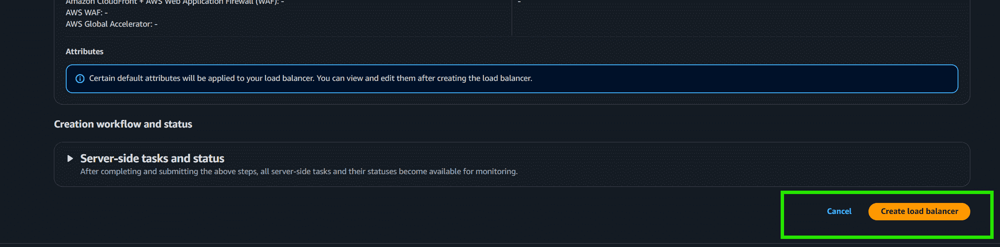 Amazon CloudFront + AWS Web Application Firewall (WAF): -
-
AWS WAF: -
AWS Global Accelerator: -
Attributes
Certain default attributes will be applied to your load balancer. You can view and edit them after creating the load balancer.
Creation workflow and status
Server-side tasks and status
After completing and submitting the above steps, all server-side tasks and their statuses become available for monitoring.
Cancel
Create load balancer